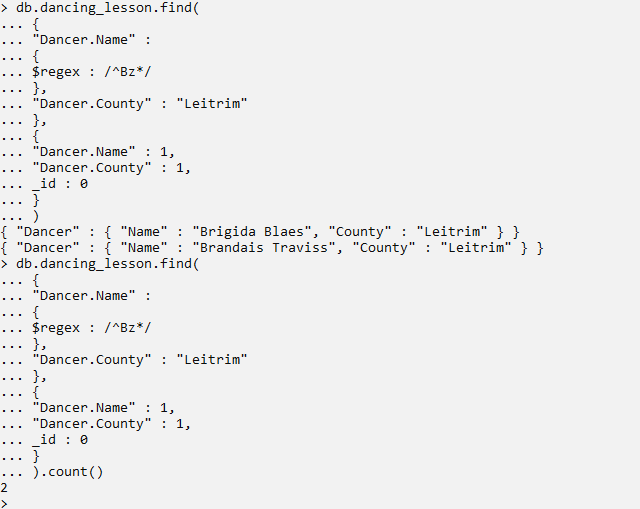 > db.dancing_lesson.find(
... {
... "Dancer.Name" :
... {
... $regex : /^Bz*/
... },
... "Dancer.County" : "Leitrim"
... },
... {
... "Dancer.Name" : 1,
... "Dancer.County" : 1,
... _id : 0
... }
... )
{ "Dancer" : { "Name" : "Brigida Blaes", "County" : "Leitrim" } }
{ "Dancer" : { "Name" : "Brandais Traviss", "County" : "Leitrim" } }
> db.dancing_lesson.find(
... {
... "Dancer.Name" :
... {
... $regex : /^Bz*/
... },
... "Dancer.County" : "Leitrim"
... },
... {
... "Dancer.Name" : 1,
... "Dancer.County" : 1,
... _id : 0
... }
... ).count()
2
>